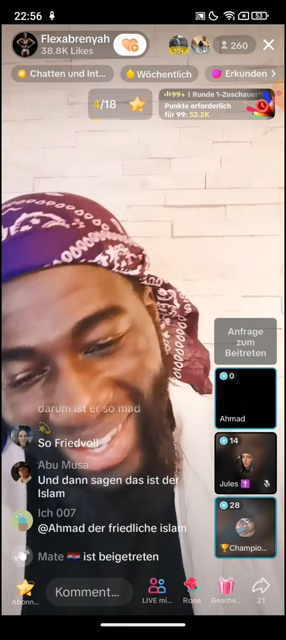 22:56
53
Flexabrenyah
38.8K Likes
260
Chatten und Int...
Wöchentlich
Erkunden
4/18
99+ | Runde 1-Zuschauer
Punkte erforderlich
für 99: 52.2K
Anfrage
zum
Beitreten
0
Ahmad
darum ist er so mad
So Friedvoll
14
Jules
Abu Musa
Und dann sagen das ist der
Islam
Ich 007
@Ahmad der friedliche islam
28
Champio...
Mate ist beigetreten
Abonn...
Komment...
LIVE mi...
Rose
Gesche...
21